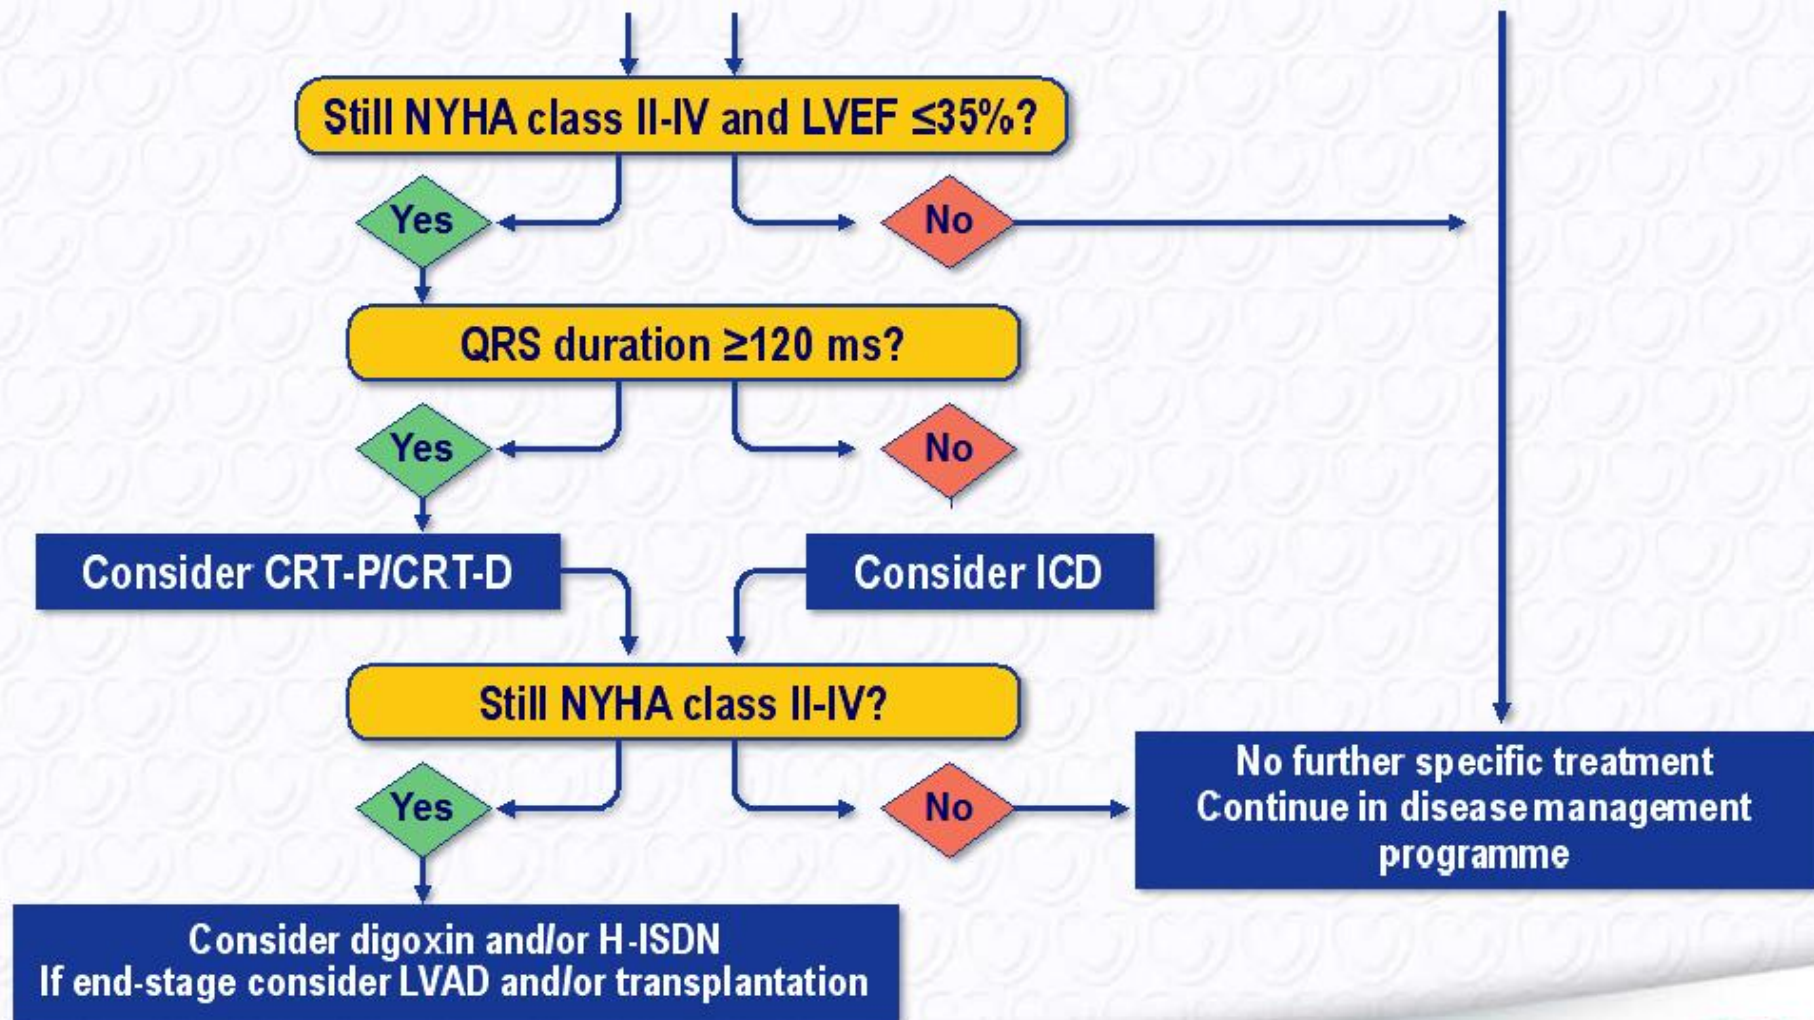 Still NYHA class II-IV and LVEF ≤35%?
Yes
No
QRS duration ≥120 ms?
Yes
No
Consider CRT-P/CRT-D
Consider ICD
Still NYHA class II-IV?
Yes
No
No further specific treatment
Continue in disease management
programme
Consider digoxin and/or H-ISDN
If end-stage consider LVAD and/or transplantation